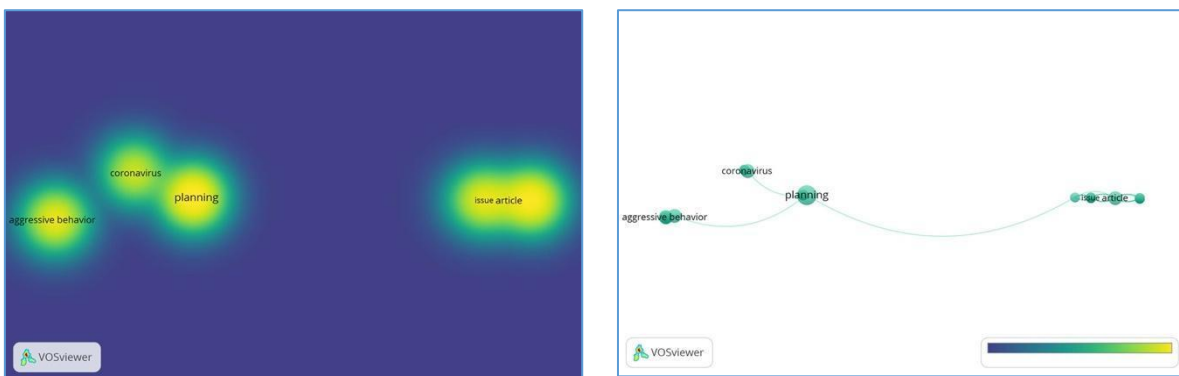 coronavirus
planning
aggressive behavior
issue article
VOSviewer
coronavirus
planning
aggressive behavior
issue article
VOSviewer